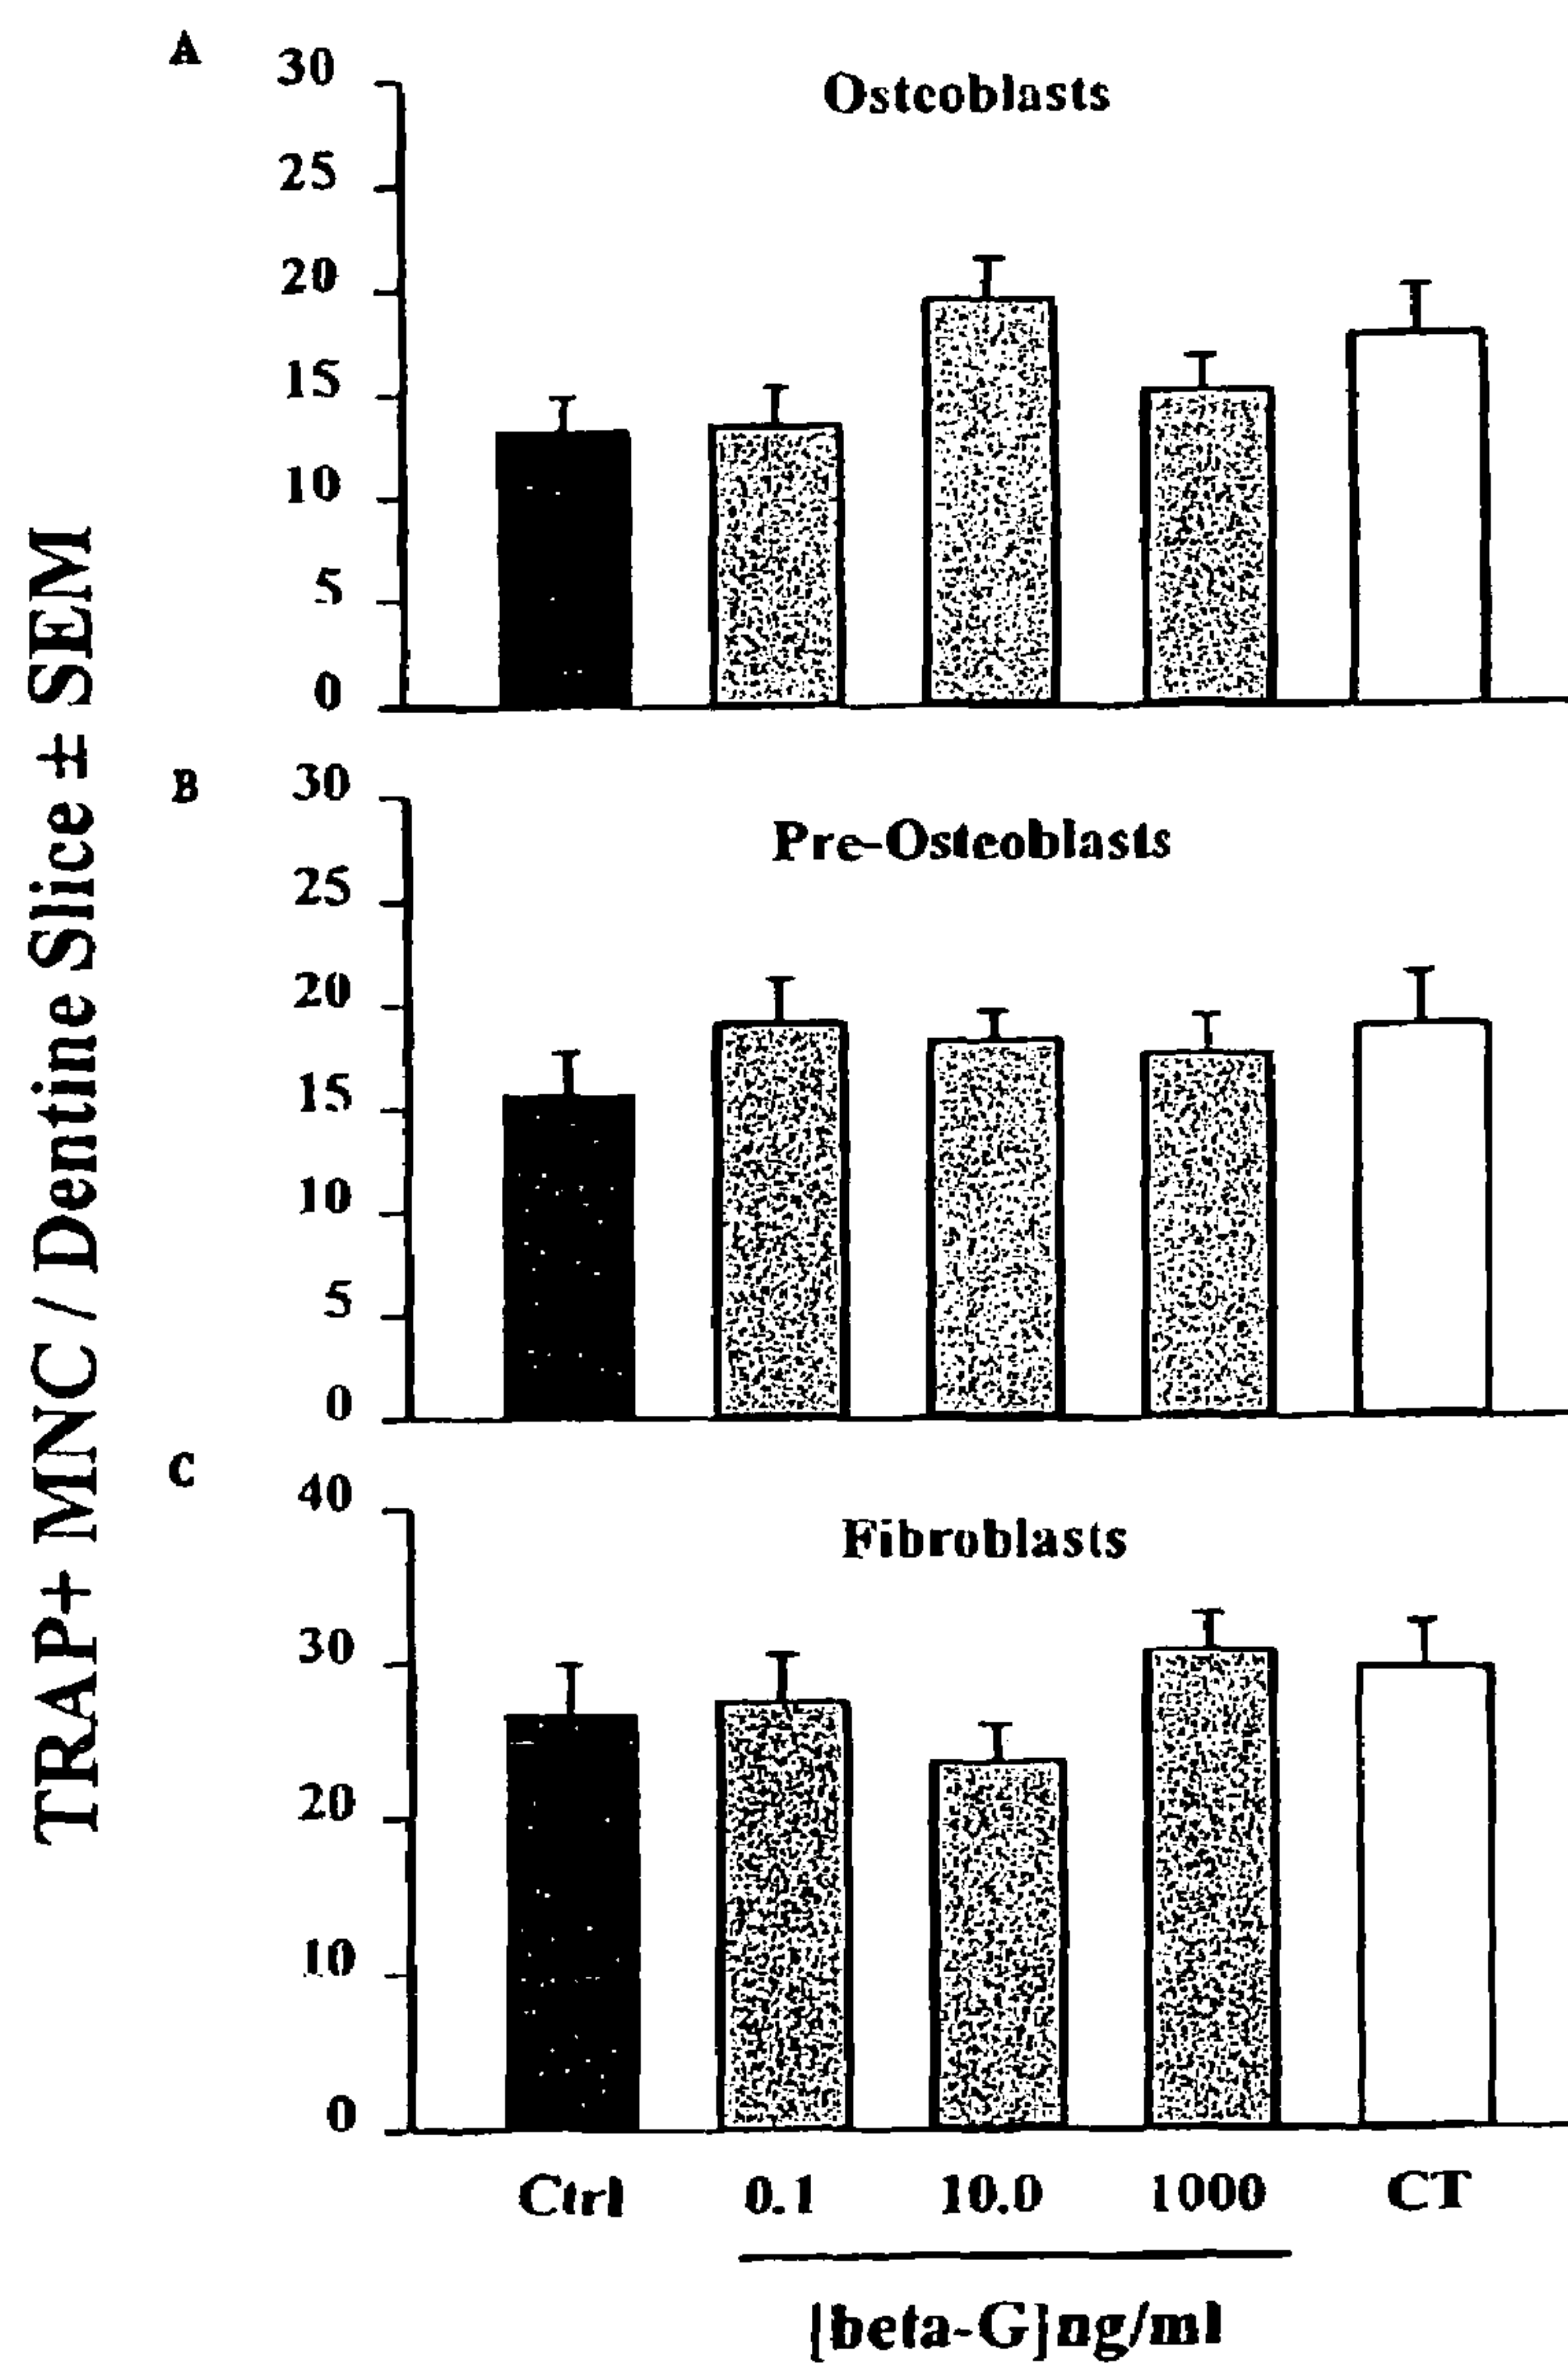 TRAP+ MNC / Dentine Slice ± SEM
A
Osteoblasts
30
25
20
15
10
5
0
B
Pre-Osteoblasts
30
25
20
15
10
5
0
C
Fibroblasts
40
30
20
10
0
Ctrl 0.1 10.0 1000 CT
[beta-G]ng/ml